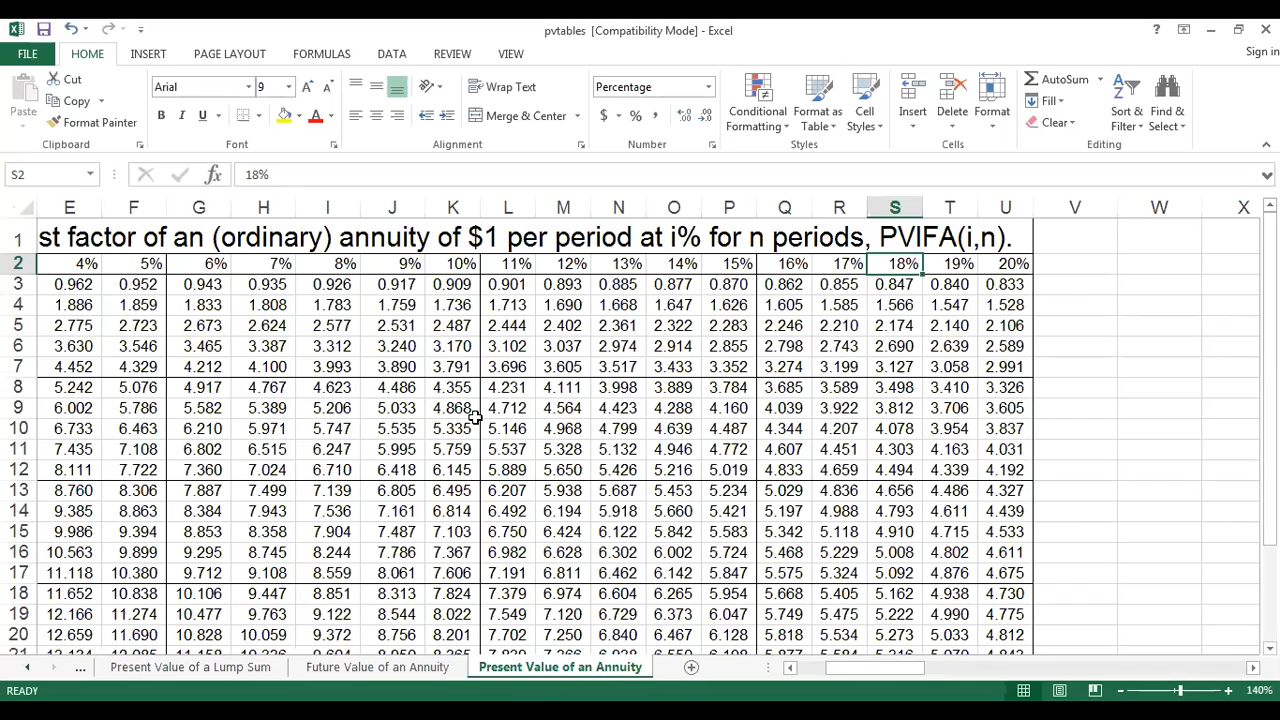 pvtables [Compatibility Mode] - Excel
Sign in
FILE HOME INSERT PAGE LAYOUT FORMULAS DATA REVIEW VIEW
Paste Cut Copy Format Painter
Clipboard
Arial 9
B I U A
Font
Wrap Text
Merge & Center
Alignment
Percentage
$ % ,
Number
Conditional Formatting Format as Table Cell Styles
Styles
Insert Delete Format
Cells
AutoSum Fill Clear Sort & Filter Find & Select
Editing
S2 fx 18%
E F G H I J K L M N O P Q R S T U V W X
1 st factor of an (ordinary) annuity of $1 per period at i% for n periods, PVIFA(i,n).
2 4% 5% 6% 7% 8% 9% 10% 11% 12% 13% 14% 15% 16% 17% 18% 19% 20%
3 0.962 0.952 0.943 0.935 0.926 0.917 0.909 0.901 0.893 0.885 0.877 0.870 0.862 0.855 0.847 0.840 0.833
4 1.886 1.859 1.833 1.808 1.783 1.759 1.736 1.713 1.690 1.668 1.647 1.626 1.605 1.585 1.566 1.547 1.528
5 2.775 2.723 2.673 2.624 2.577 2.531 2.487 2.444 2.402 2.361 2.322 2.283 2.246 2.210 2.174 2.140 2.106
6 3.630 3.546 3.465 3.387 3.312 3.240 3.170 3.102 3.037 2.974 2.914 2.855 2.798 2.743 2.690 2.639 2.589
7 4.452 4.329 4.212 4.100 3.993 3.890 3.791 3.696 3.605 3.517 3.433 3.352 3.274 3.199 3.127 3.058 2.991
8 5.242 5.076 4.917 4.767 4.623 4.486 4.355 4.231 4.111 3.998 3.889 3.784 3.685 3.589 3.498 3.410 3.326
9 6.002 5.786 5.582 5.389 5.206 5.033 4.868 4.712 4.564 4.423 4.288 4.160 4.039 3.922 3.812 3.706 3.605
10 6.733 6.463 6.210 5.971 5.747 5.535 5.335 5.146 4.968 4.799 4.639 4.487 4.344 4.207 4.078 3.954 3.837
11 7.435 7.108 6.802 6.515 6.247 5.995 5.759 5.537 5.328 5.132 4.946 4.772 4.607 4.451 4.303 4.163 4.031
12 8.111 7.722 7.360 7.024 6.710 6.418 6.145 5.889 5.650 5.426 5.216 5.019 4.833 4.659 4.494 4.339 4.192
13 8.760 8.306 7.887 7.499 7.139 6.805 6.495 6.207 5.938 5.687 5.453 5.234 5.029 4.836 4.656 4.486 4.327
14 9.385 8.863 8.384 7.943 7.536 7.161 6.814 6.492 6.194 5.918 5.660 5.421 5.197 4.988 4.793 4.611 4.439
15 9.986 9.394 8.853 8.358 7.904 7.487 7.103 6.750 6.424 6.122 5.842 5.583 5.342 5.118 4.910 4.715 4.533
16 10.563 9.899 9.295 8.745 8.244 7.786 7.367 6.982 6.628 6.302 6.002 5.724 5.468 5.229 5.008 4.802 4.611
17 11.118 10.380 9.712 9.108 8.559 8.061 7.606 7.191 6.811 6.462 6.142 5.847 5.575 5.324 5.092 4.876 4.675
18 11.652 10.838 10.106 9.447 8.851 8.313 7.824 7.379 6.974 6.604 6.265 5.954 5.668 5.405 5.162 4.938 4.730
19 12.166 11.274 10.477 9.763 9.122 8.544 8.022 7.549 7.120 6.729 6.373 6.047 5.749 5.475 5.222 4.990 4.775
20 12.659 11.690 10.828 10.059 9.372 8.756 8.201 7.702 7.250 6.840 6.467 6.128 5.818 5.534 5.273 5.033 4.812
... Present Value of a Lump Sum Future Value of an Annuity Present Value of an Annuity
READY 140%